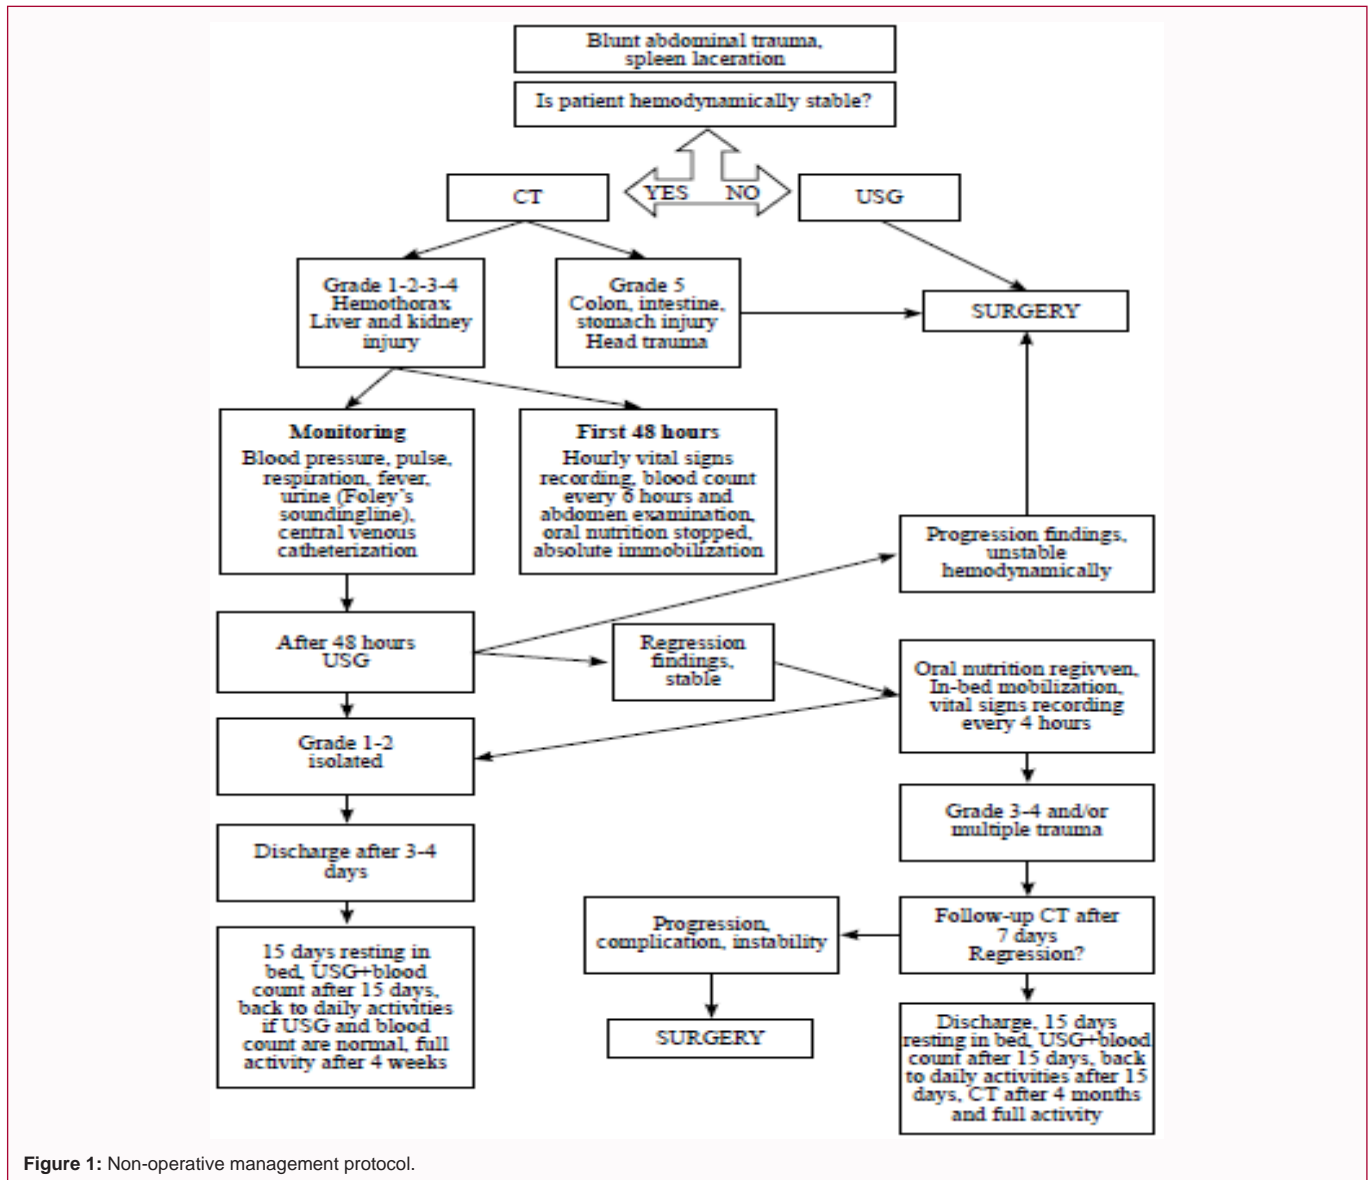 Blunt abdominal trauma,
spleen laceration
Is patient hemodynamically stable?
YES NO
CT
USG
Grade 1-2-3-4
Hemothorax
Liver and kidney
injury
Grade 5
Colon, intestine,
stomach injury
Head trauma
SURGERY
Monitoring
Blood pressure, pulse,
respiration, fever,
urine (Foley's
soundingline),
central venous
catheterization
First 48 hours
Hourly vital signs
recording, blood count
every 6 hours and
abdomen examination,
oral nutrition stopped,
absolute immobilization
Progression findings,
unstable
hemodynamically
After 48 hours
USG
Regression
findings,
stable
Oral nutrition regivven,
In-bed mobilization,
vital signs recording
every 4 hours
Grade 1-2
isolated
Grade 3-4 and/or
multiple trauma
Discharge after 3-4
days
Progression,
complication, instability
Follow-up CT after
7 days
Regression?
15 days resting in
bed, USG+blood
count after 15 days,
back to daily activities
if USG and blood
count are normal, full
activity after 4 weeks
SURGERY
Discharge, 15 days
resting in bed, USG+blood
count after 15 days, back
to daily activities after 15
days, CT after 4 months
and full activity
Figure 1: Non-operative management protocol.